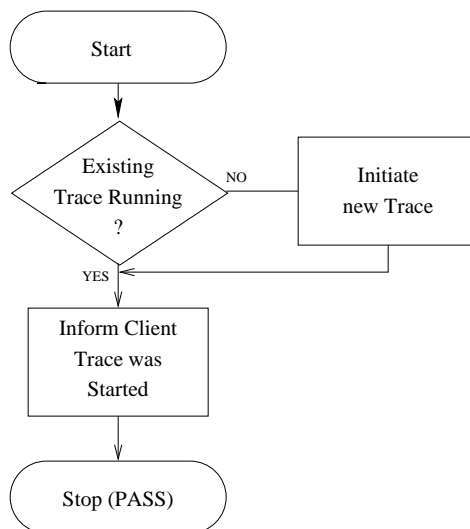 Start
Existing
Trace Running
?
NO
Initiate
new Trace
YES
Inform Client
Trace was
Started
Stop (PASS)